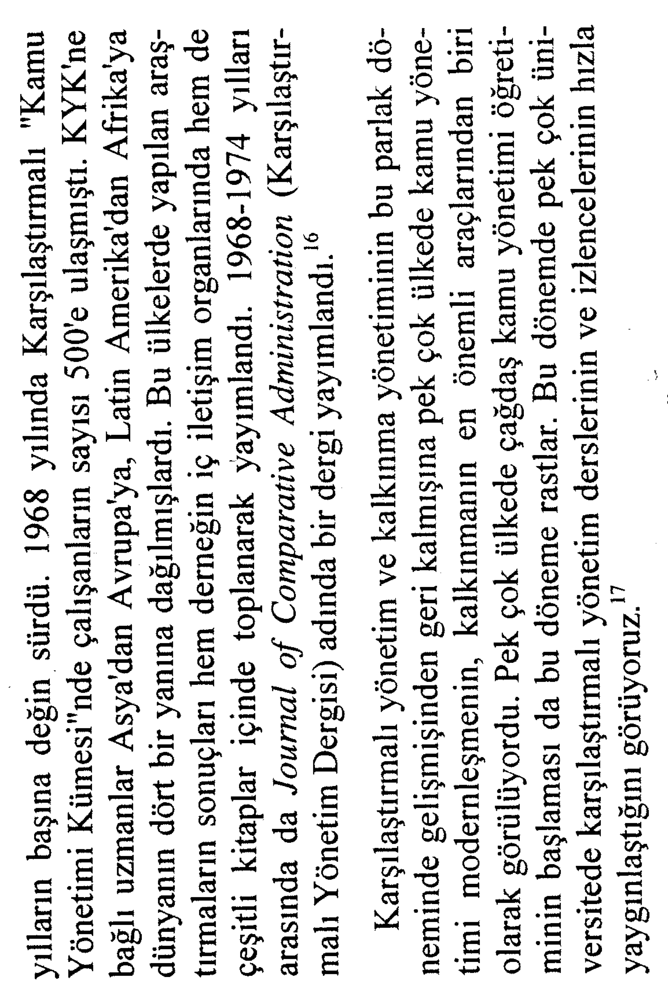 yılların başına değin sürdü. 1968 yılında Karşılaştırmalı "Kamu
Yönetimi Kümesi"nde çalışanların sayısı 500'e ulaşmıştı. KYK'ne
bağlı uzmanlar Asya'dan Avrupa'ya, Latin Amerika'dan Afrika'ya
dünyanın dört bir yanına dağılmışlardı. Bu ülkelerde yapılan araş-
tırmaların sonuçları hem derneğin iç iletişim organlarında hem de
çeşitli kitaplar içinde toplanarak yayımlandı. 1968-1974 yılları
arasında da Journal of Comparative Administration (Karşılaştır-
malı Yönetim Dergisi) adında bir dergi yayımlandı.16
Karşılaştırmalı yönetim ve kalkınma yönetiminin bu parlak dö-
neminde gelişmişinden geri kalmışına pek çok ülkede kamu yöne-
timi modernleşmenin, kalkınmanın en önemli araçlarından biri
olarak görülüyordu. Pek çok ülkede çağdaş kamu yönetimi öğreti-
minin başlaması da bu döneme rastlar. Bu dönemde pek çok üni-
versitede karşılaştırmalı yönetim derslerinin ve izlencelerinin hızla
yaygınlaştığını görüyoruz.17